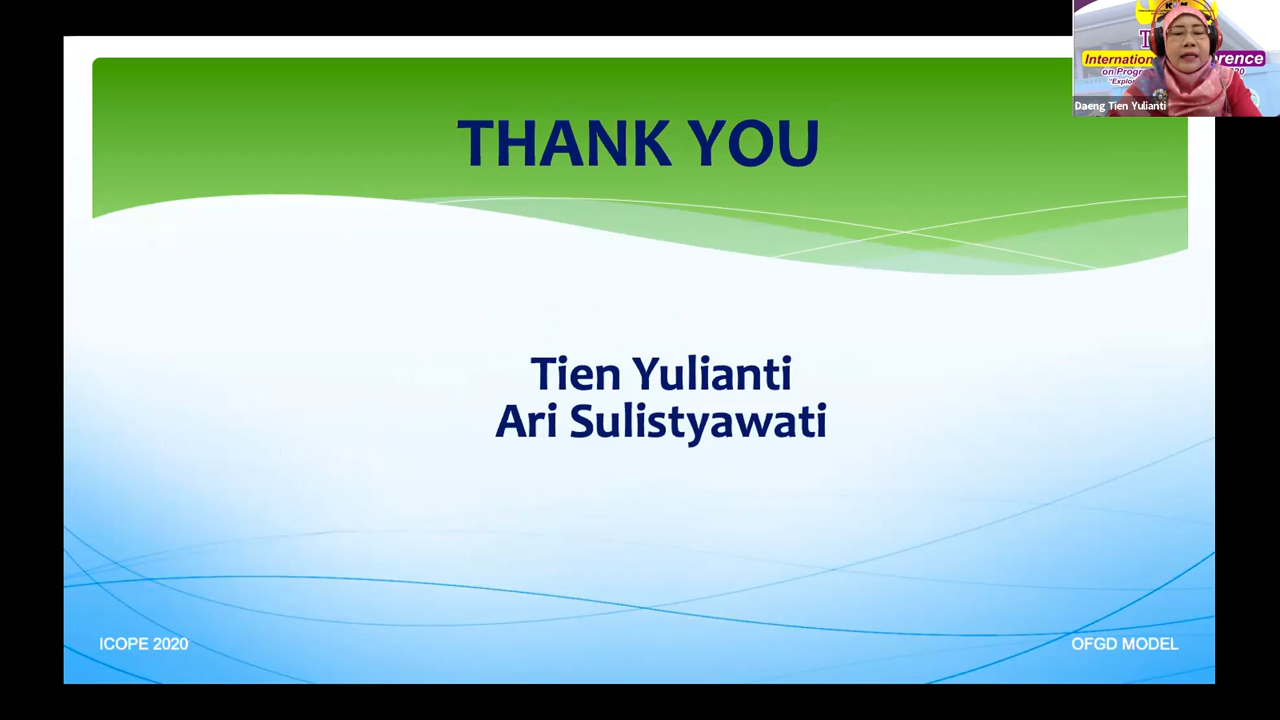 THANK YOU
Tien Yulianti
Ari Sulistyawati
ICOPE 2020
OFGD MODEL
Daeng Tien Yulianti